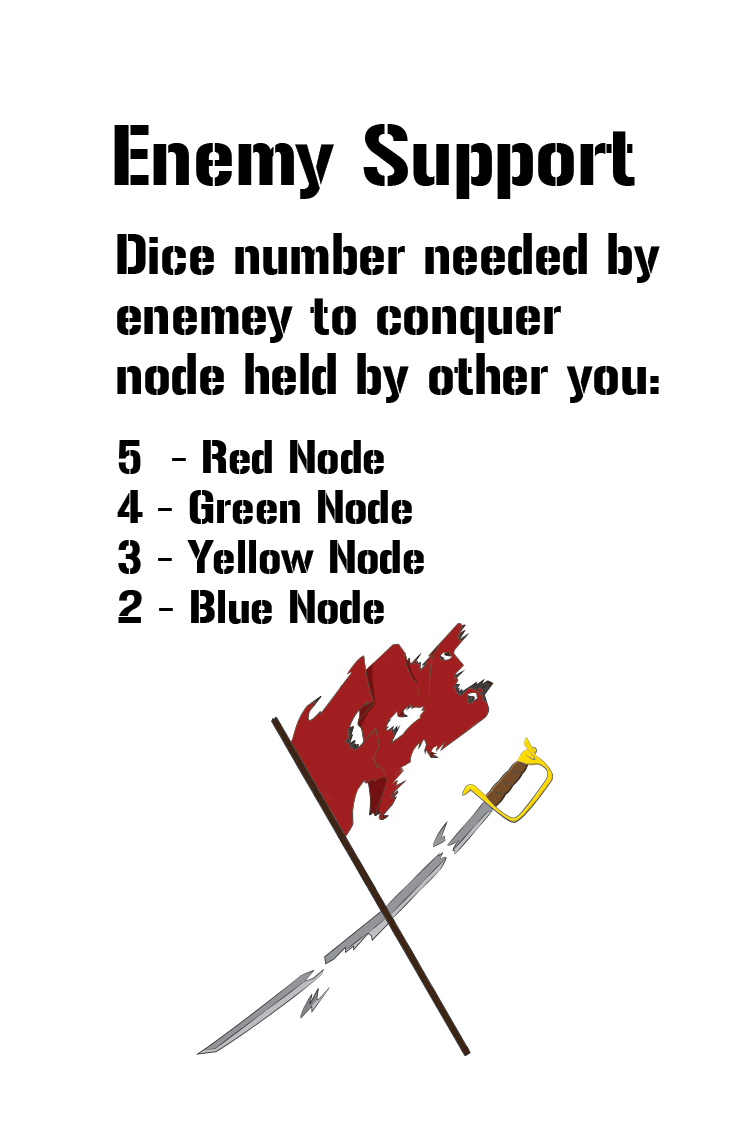 Enemy Support
Dice number needed by
enemey to conquer
node held by other you:
5 - Red Node
4 - Green Node
3 - Yellow Node
2 - Blue Node